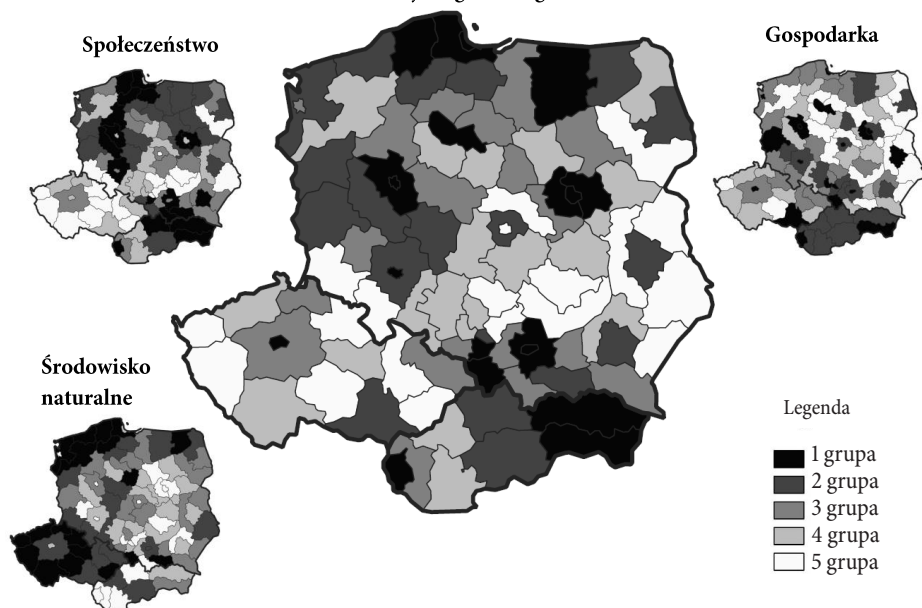 Społeczeństwo
Gospodarka
Środowisko
naturalne
Legenda
1 grupa
2 grupa
3 grupa
4 grupa
5 grupa